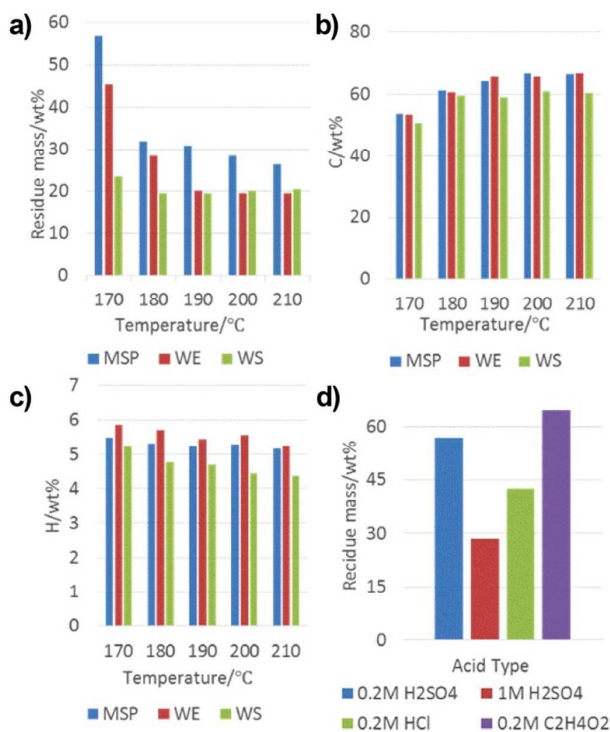 a)
Residue mass/wt%
60
50
40
30
20
10
0
170 180 190 200 210
Temperature/°C
MSP WE WS
b)
C/wt%
80
60
40
20
0
170 180 190 200 210
Temperature/°C
MSP WE WS
c)
H/wt%
7
6
5
4
3
2
1
0
170 180 190 200 210
Temperature/°C
MSP WE WS
d)
Recidue mass/wt%
60
45
30
15
0
Acid Type
0.2M H2SO4 1M H2SO4
0.2M HCl 0.2M C2H4O2